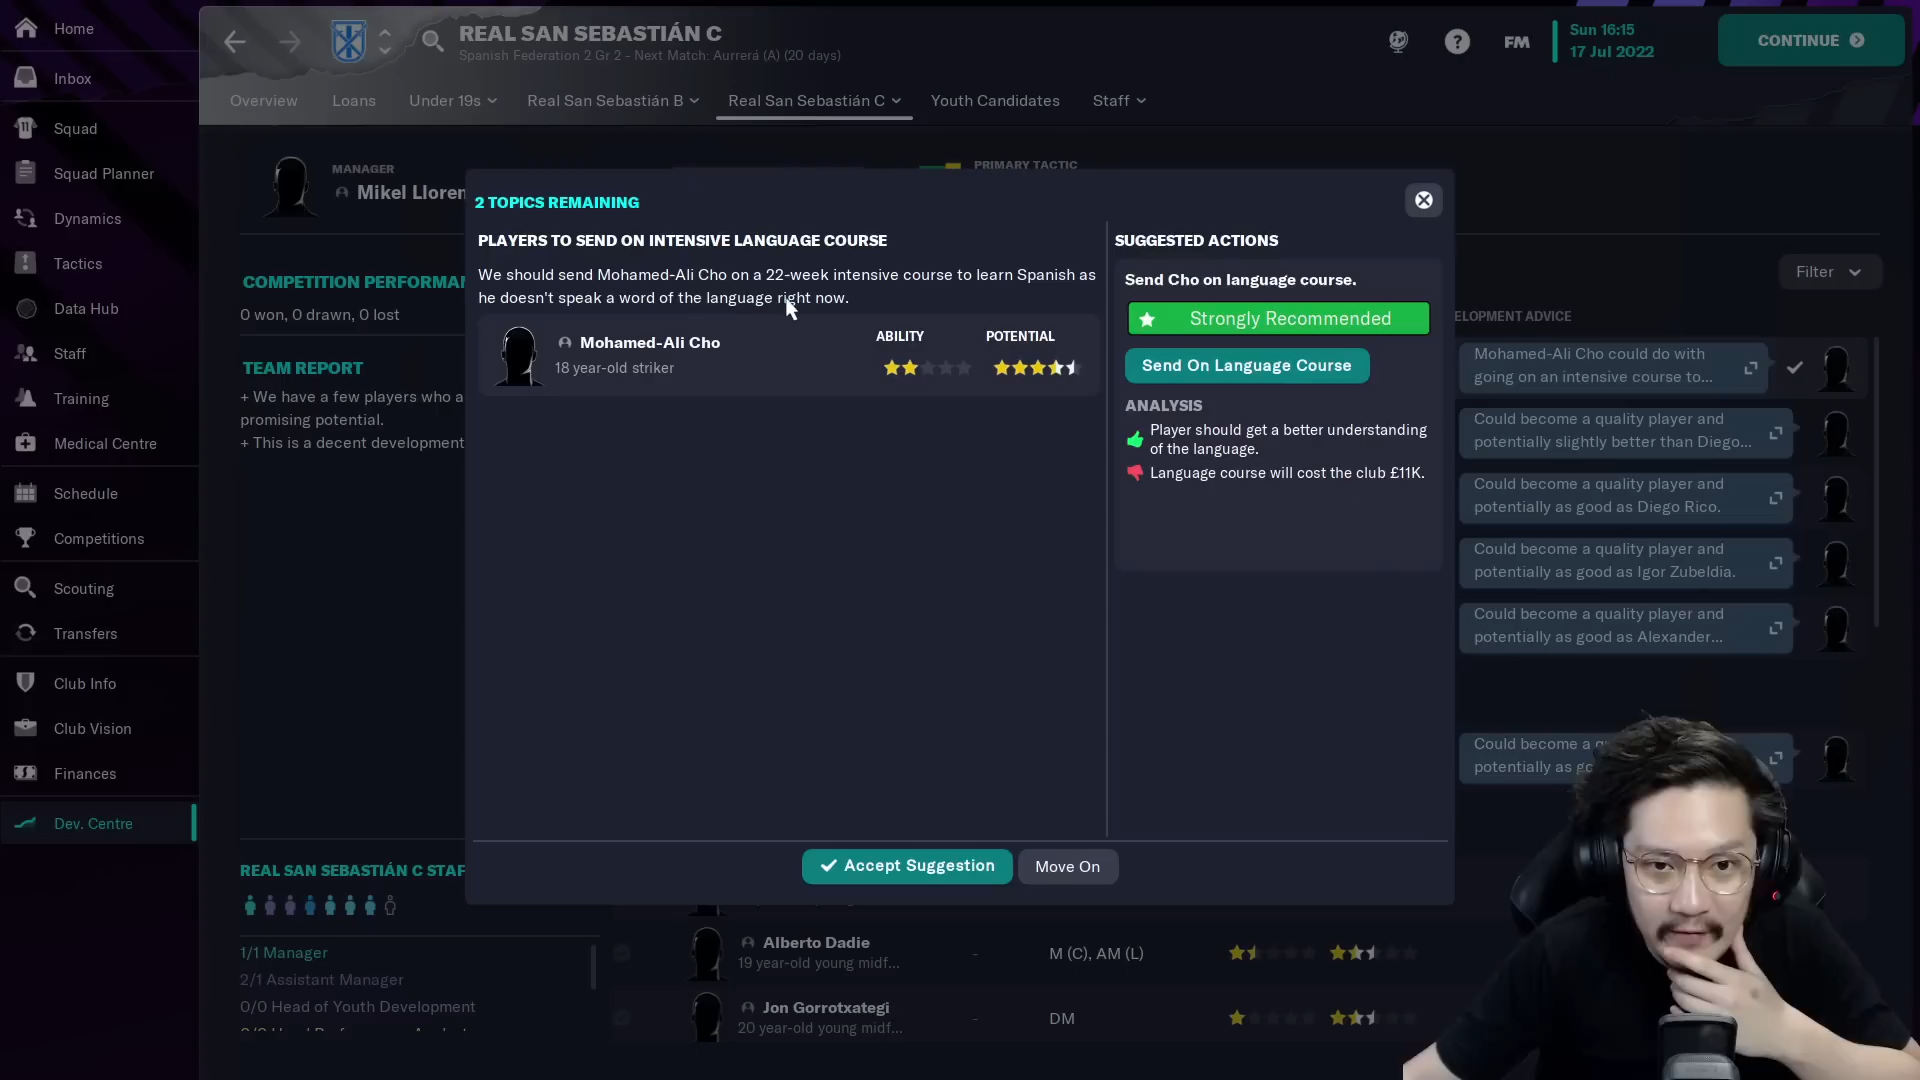 Home
Inbox
Squad
Squad Planner
Dynamics
Tactics
Data Hub
Staff
Training
Medical Centre
Schedule
Competitions
Scouting
Transfers
Club Info
Club Vision
Finances
Dev. Centre
REAL SAN SEBASTIÁN C
Spanish Federation 2 Gr 2 - Next Match: Aurrerá (A) (20 days)
?
FM
Sun 16:15
17 Jul 2022
CONTINUE
Overview
Loans
Under 19s
Real San Sebastián B
Real San Sebastián C
Youth Candidates
Staff
MANAGER
Mikel Lloren
PRIMARY TACTIC
COMPETITION PERFORMA
0 won, 0 drawn, 0 lost
TEAM REPORT
+ We have a few players who a
promising potential.
+ This is a decent development
REAL SAN SEBASTIÁN C STAF
1/1 Manager
2/1 Assistant Manager
0/0 Head of Youth Development
2 TOPICS REMAINING
PLAYERS TO SEND ON INTENSIVE LANGUAGE COURSE
We should send Mohamed-Ali Cho on a 22-week intensive course to learn Spanish as
he doesn't speak a word of the language right now.
Mohamed-Ali Cho
18 year-old striker
ABILITY
POTENTIAL
SUGGESTED ACTIONS
Send Cho on language course.
Strongly Recommended
Send On Language Course
ANALYSIS
Player should get a better understanding
of the language.
Language course will cost the club £11K.
Accept Suggestion
Move On
Filter
ELOPMENT ADVICE
Mohamed-Ali Cho could do with
going on an intensive course to...
Could become a quality player and
potentially slightly better than Diego...
Could become a quality player and
potentially as good as Diego Rico.
Could become a quality player and
potentially as good as Igor Zubeldia.
Could become a quality player and
potentially as good as Alexander...
Could become a
potentially as
Alberto Dadie
19 year-old young midf...
-
M (C), AM (L)
Jon Gorrotxategi
20 year-old young midf...
-
DM